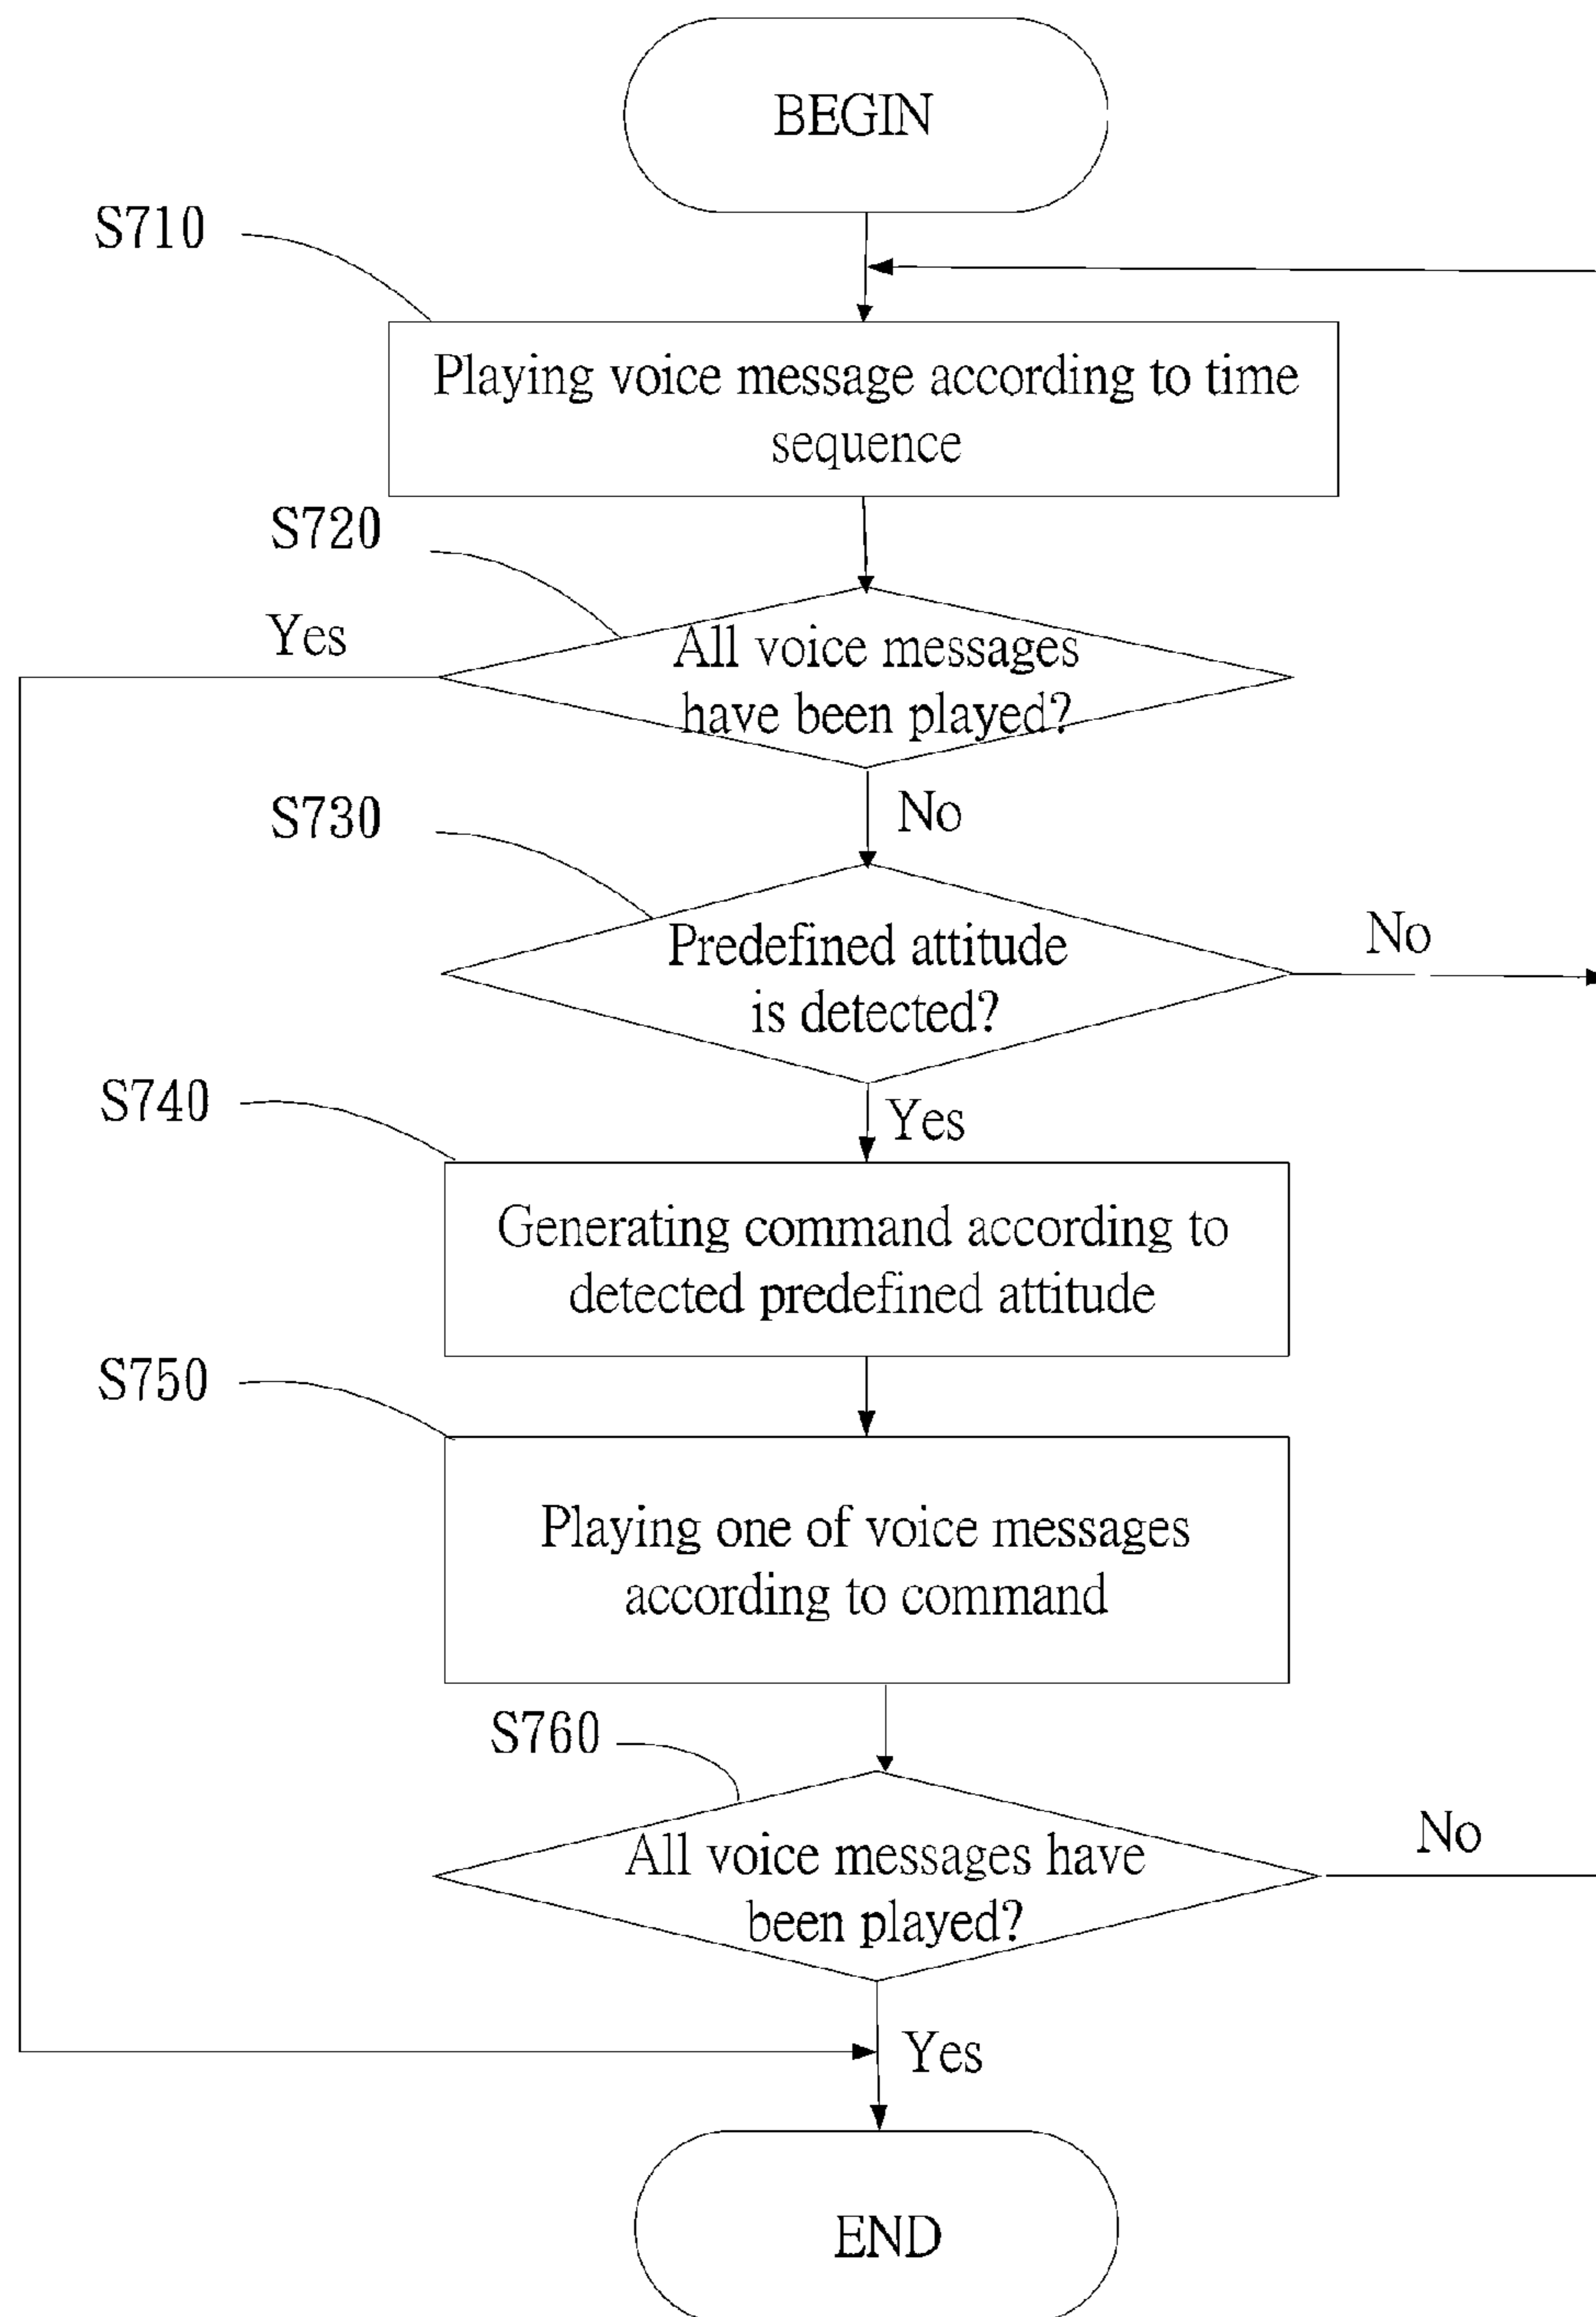 BEGIN
S710
Playing voice message according to time
sequence
S720
Yes
All voice messages
have been played?
No
S730
Predefined attitude
is detected?
No
S740
Yes
Generating command according to
detected predefined attitude
S750
Playing one of voice messages
according to command
S760
All voice messages have
been played?
No
Yes
END